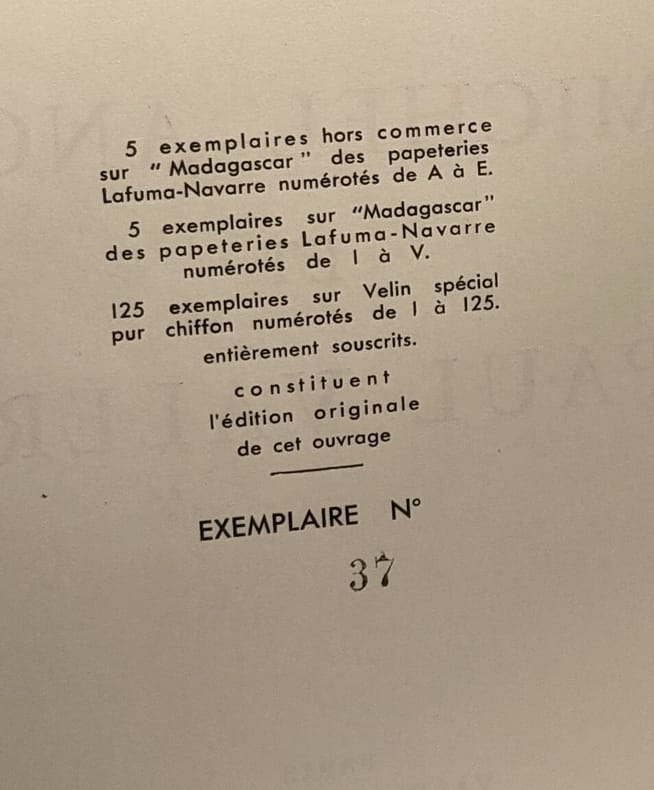 5 exemplaires hors commerce
sur "Madagascar" des papeteries
Lafuma-Navarre numérotés de A à E.
5 exemplaires sur "Madagascar"
des papeteries Lafuma-Navarre
numérotés de I à V.
125 exemplaires sur Velin spécial
pur chiffon numérotés de I à 125.
entièrement souscrits.
constituent
l'édition originale
de cet ouvrage
EXEMPLAIRE N°
37